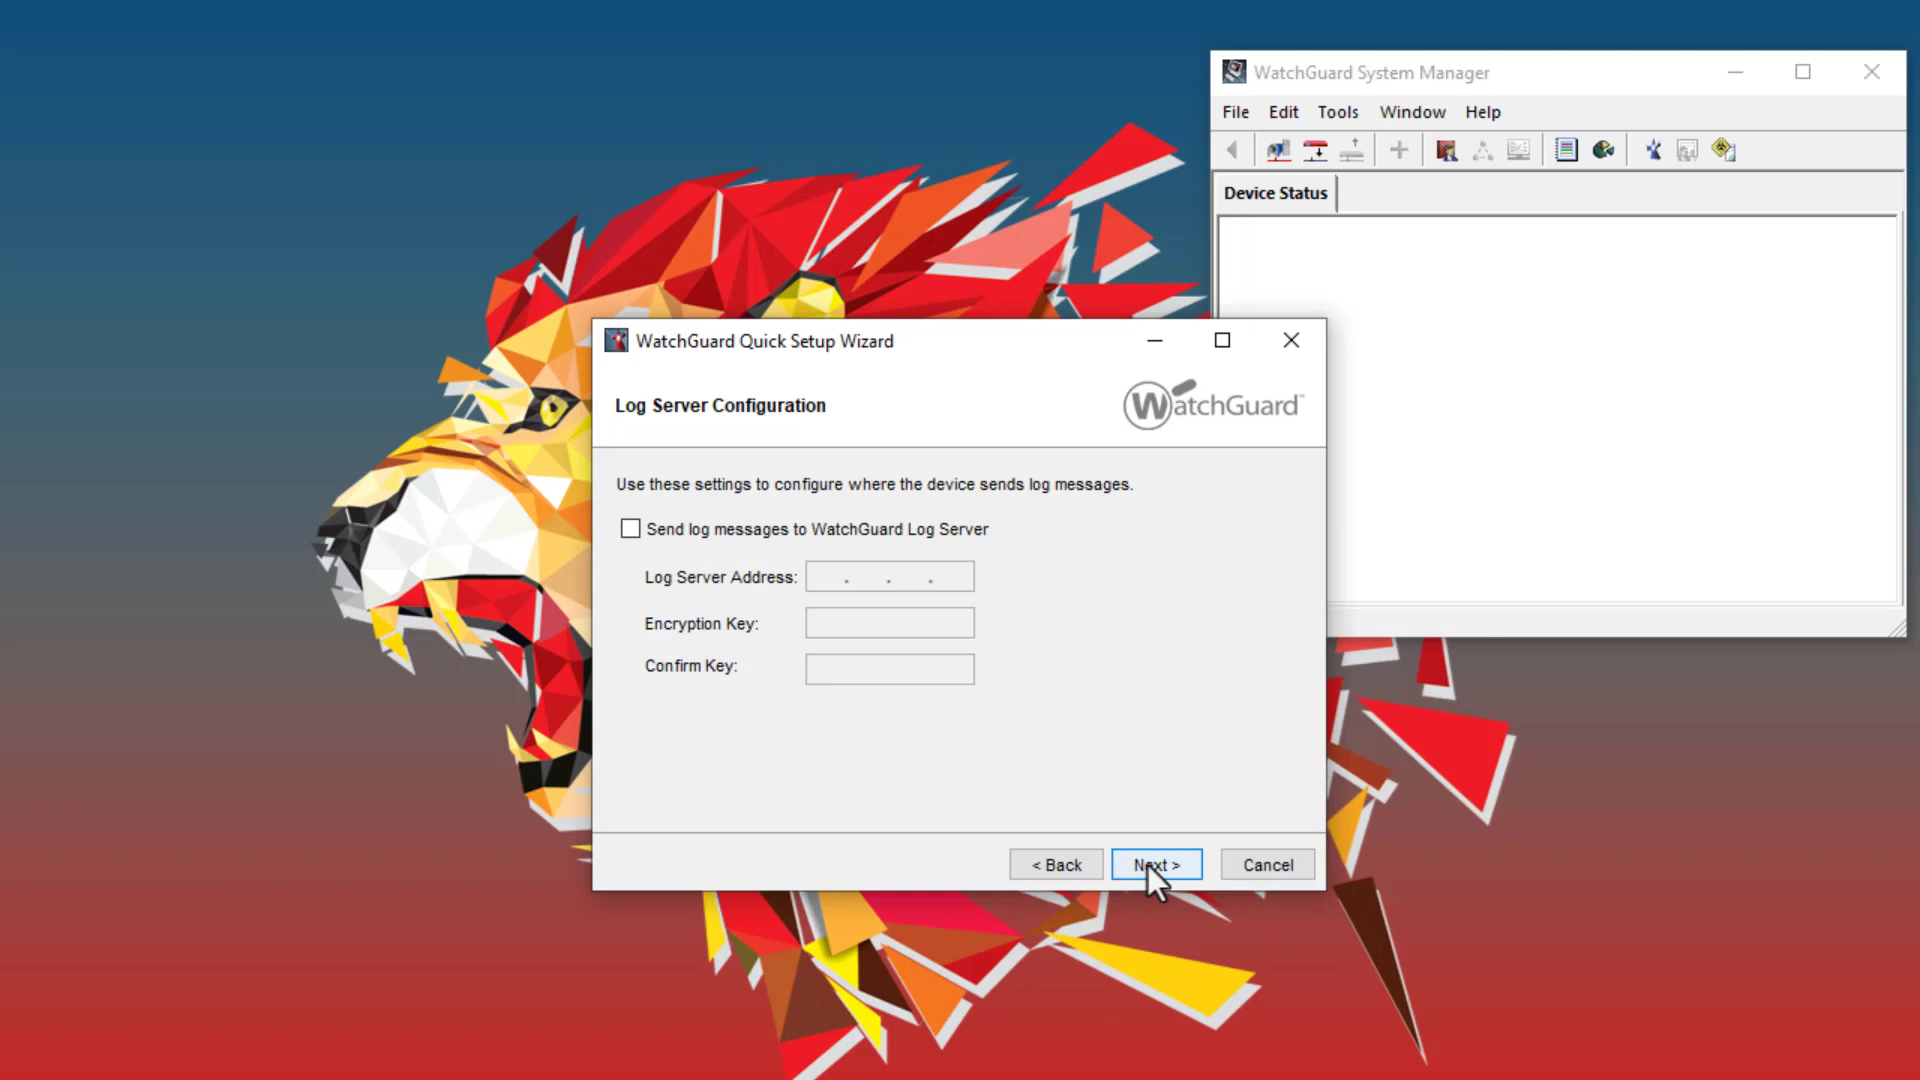 WatchGuard System Manager
File Edit Tools Window Help
Device Status
WatchGuard Quick Setup Wizard
Log Server Configuration
WatchGuard™
Use these settings to configure where the device sends log messages.
Send log messages to WatchGuard Log Server
Log Server Address: . . .
Encryption Key:
Confirm Key:
< Back Next > Cancel